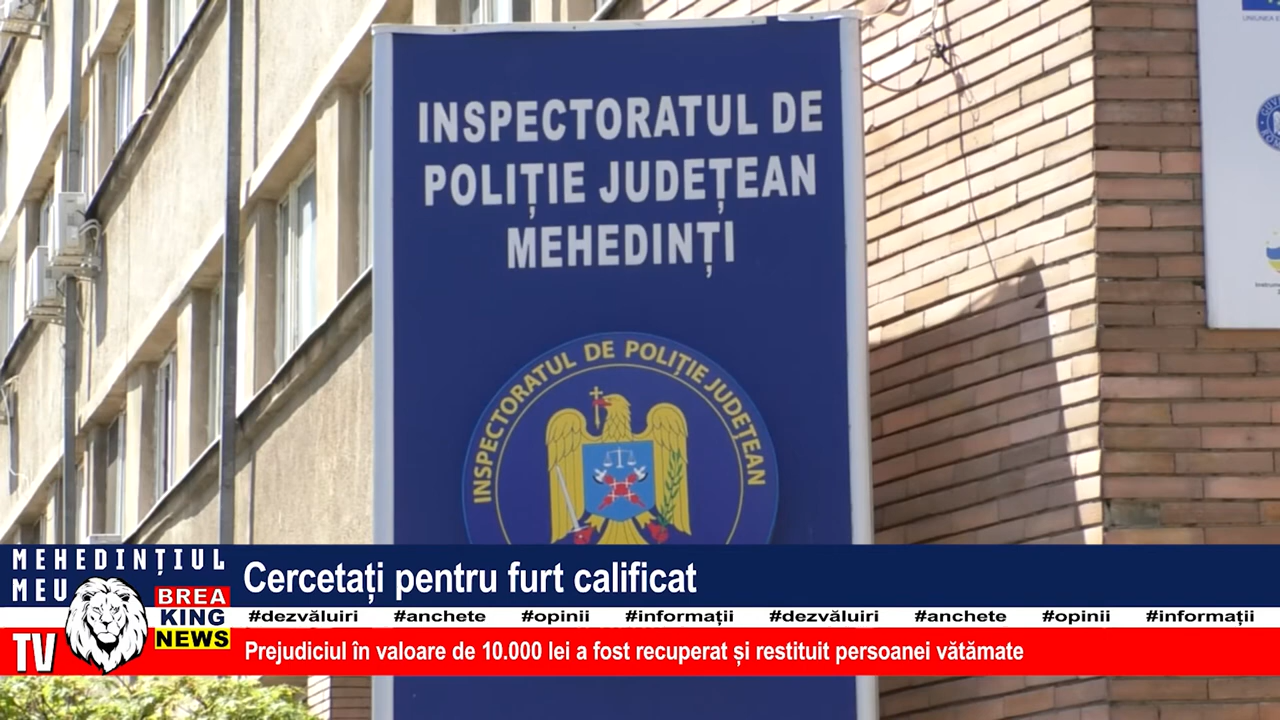 INSPECTORATUL DE
POLIȚIE JUDEȚEAN
MEHEDINȚI
INSPECTORATUL DE POLIȚIE JUDEȚEAN
MEHEDINȚIUL
MEU
TV
BREA
KING
NEWS
Cercetați pentru furt calificat
#dezvăluiri #anchete #opinii #informații #dezvăluiri #anchete #opinii #informații
Prejudiciul în valoare de 10.000 lei a fost recuperat și restituit persoanei vătămate